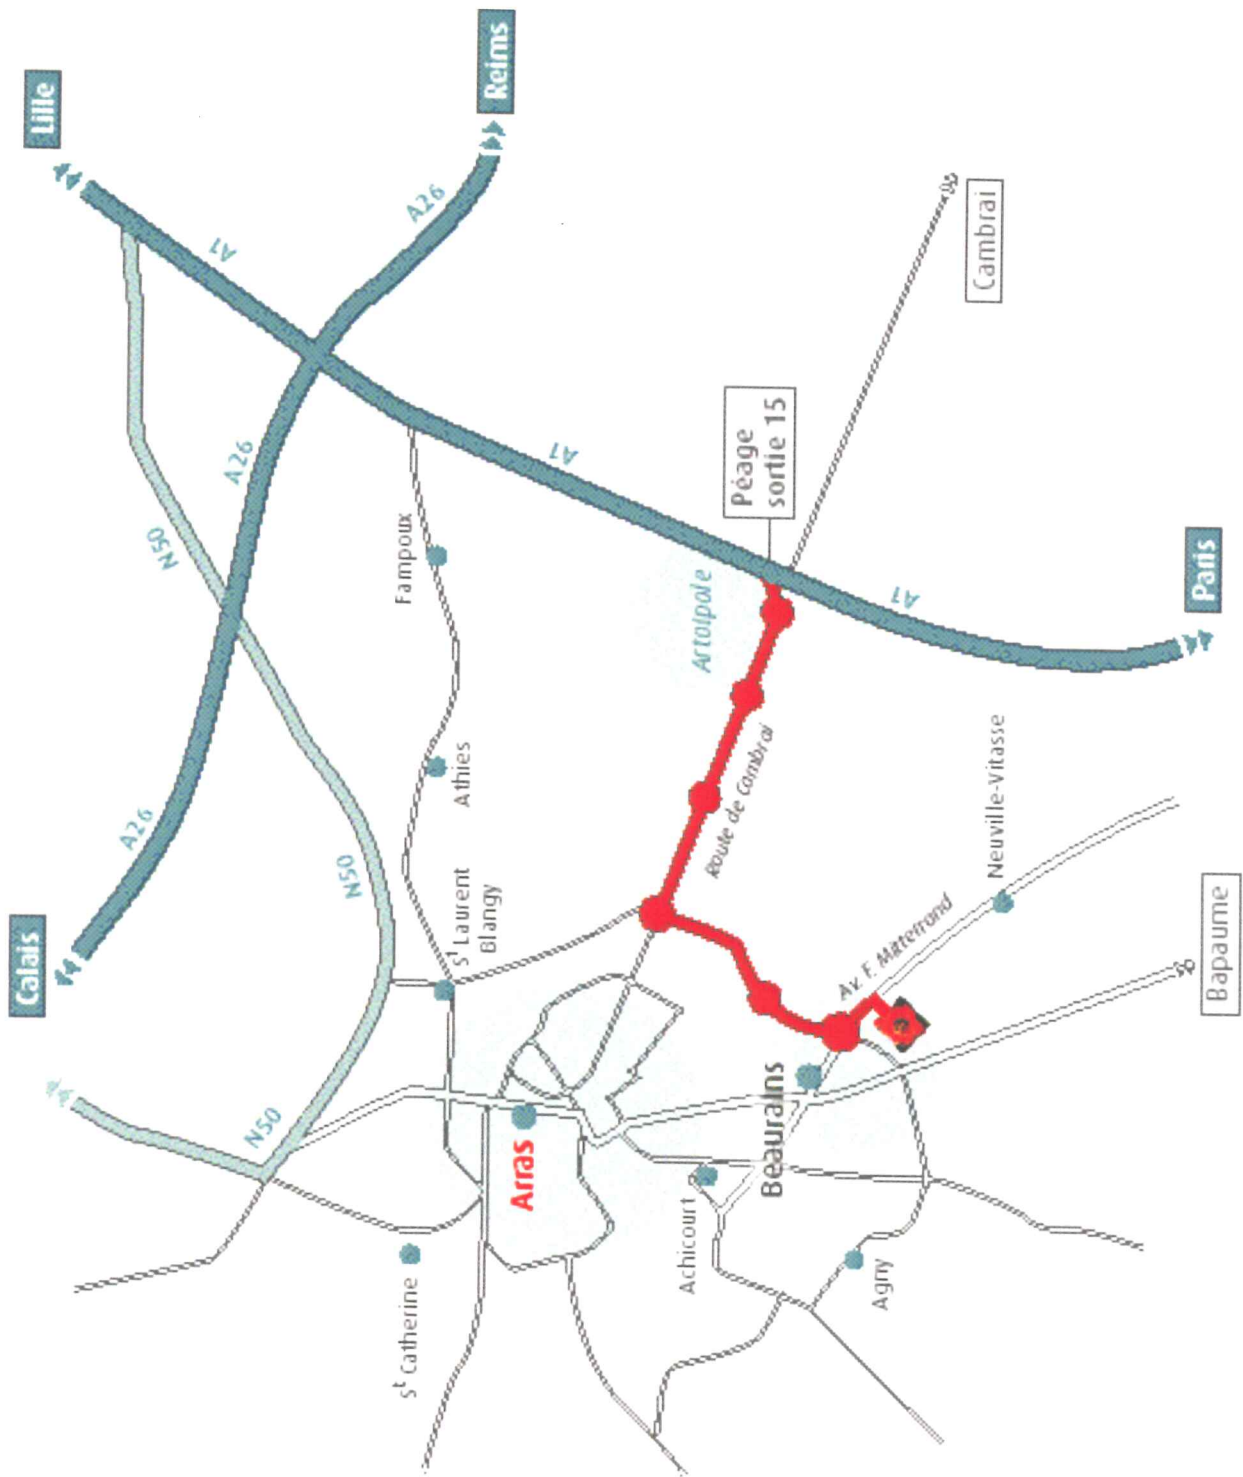 Calais
Lille
Reims
A26
A26
A26
A1
A1
A1
N50
N50
N50
Sᵗ Catherine
Arras
Sᵗ Laurent
Blangy
Athies
Fampoux
Artoipole
Péage
sortie 15
Route de Cambrai
Cambrai
Achicourt
Beaurains
Agny
Av. F. Mitterrand
Neuville-Vitasse
Bapaume
Paris